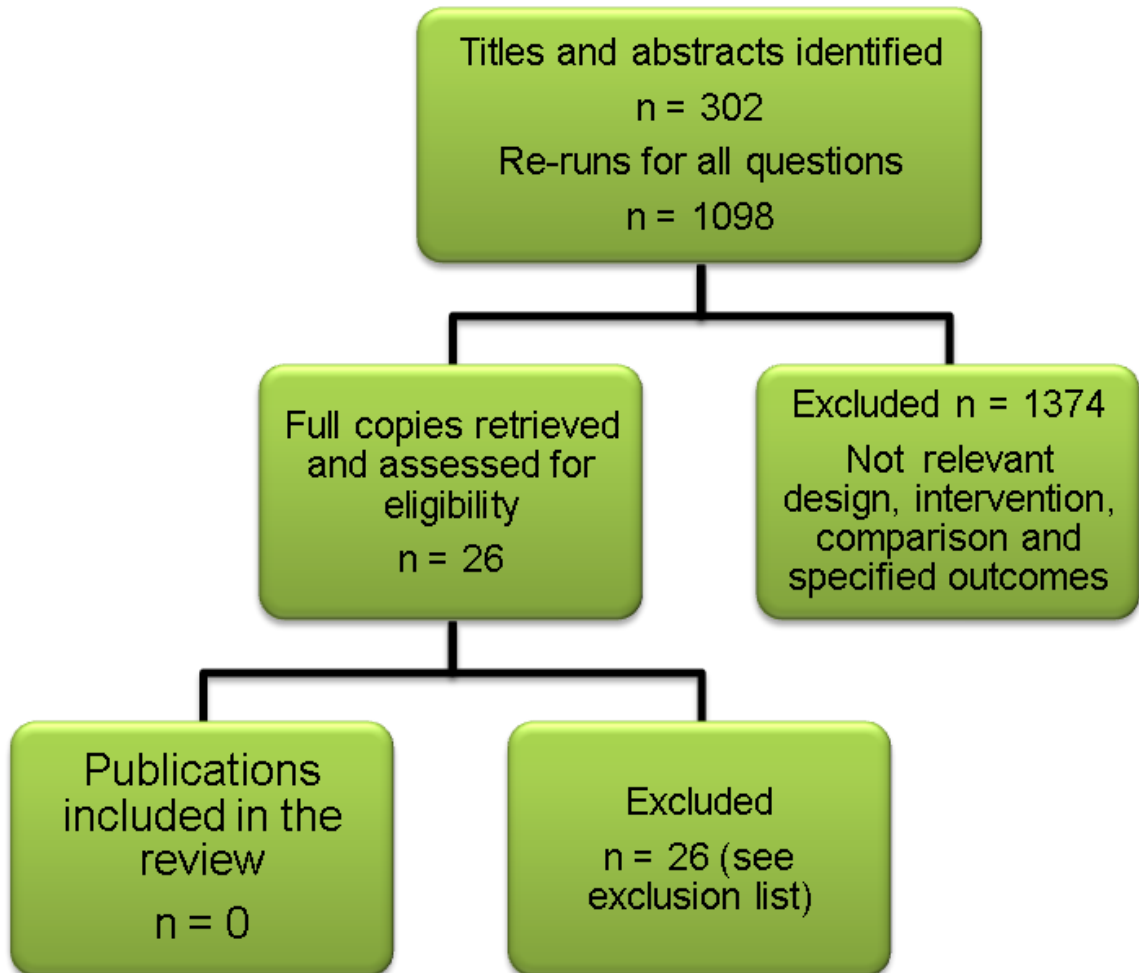 Titles and abstracts identified
n = 302
Re-runs for all questions
n = 1098
Full copies retrieved
and assessed for
eligibility
n = 26
Excluded n = 1374
Not relevant
design, intervention,
comparison and
specified outcomes
Publications
included in the
review
n = 0
Excluded
n = 26 (see
exclusion list)